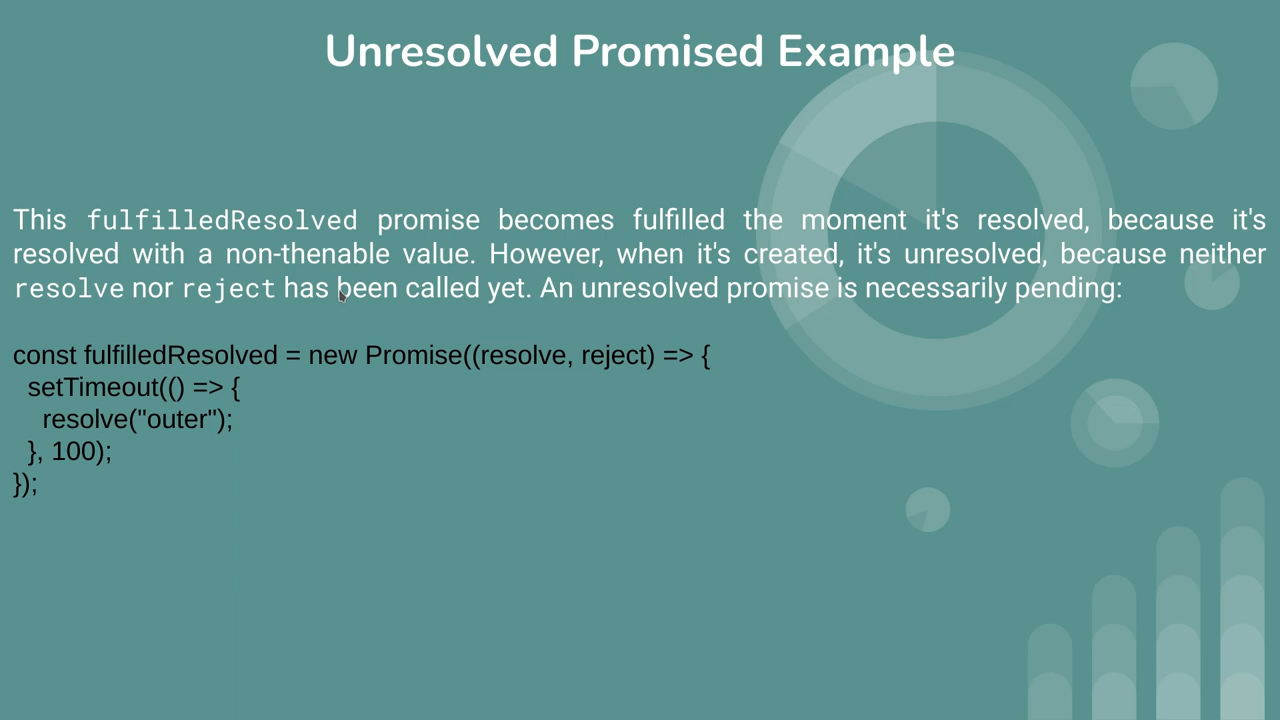 Unresolved Promised Example
This fulfilledResolved promise becomes fulfilled the moment it's resolved, because it's
resolved with a non-thenable value. However, when it's created, it's unresolved, because neither
resolve nor reject has been called yet. An unresolved promise is necessarily pending:
const fulfilledResolved = new Promise((resolve, reject) => {
  setTimeout(() => {
    resolve("outer");
  }, 100);
});